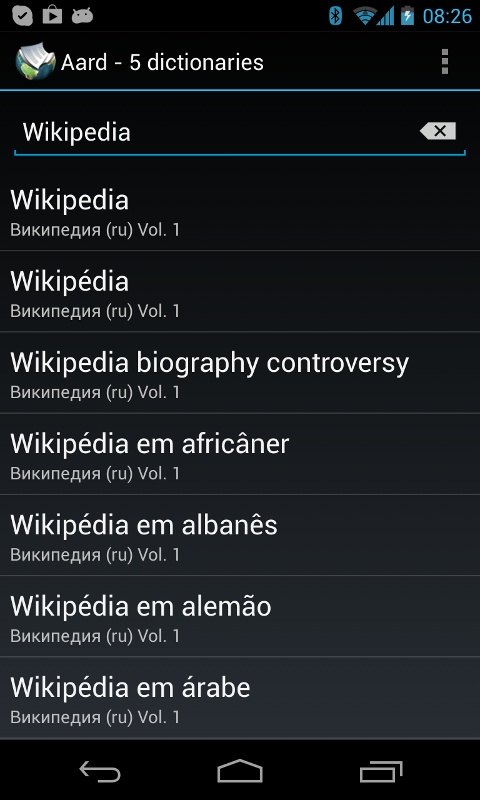 08:26
Aard - 5 dictionaries
Wikipedia
Wikipedia
Википедия (ru) Vol. 1
Wikipédia
Википедия (ru) Vol. 1
Wikipedia biography controversy
Википедия (ru) Vol. 1
Wikipédia em africâner
Википедия (ru) Vol. 1
Wikipédia em albanês
Википедия (ru) Vol. 1
Wikipédia em alemão
Википедия (ru) Vol. 1
Wikipédia em árabe
Википедия (ru) Vol. 1